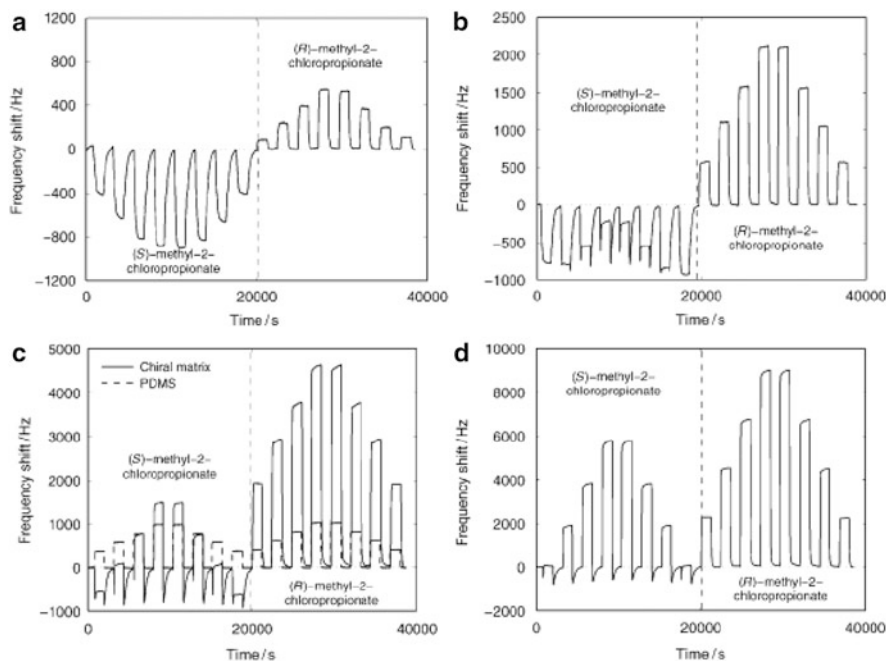 a
1200
800
400
0
−400
−800
−1200
Frequency shift/Hz
(R)−methyl−2−
chloropropionate
(S)−methyl−2−
chloropropionate
0
20000
40000
Time/s
b
2500
2000
1500
1000
500
0
−500
−1000
Frequency shift/Hz
(S)−methyl−2−
chloropropionate
(R)−methyl−2−
chloropropionate
0
20000
40000
Time/s
c
5000
4000
3000
2000
1000
0
−1000
Frequency shift/Hz
Chiral matrix
PDMS
(S)−methyl−2−
chloropropionate
(R)−methyl−2−
chloropropionate
0
20000
40000
Time/s
d
10000
8000
6000
4000
2000
0
−2000
Frequency shift/Hz
(S)−methyl−2−
chloropropionate
(R)−methyl−2−
chloropropionate
0
20000
40000
Time/s